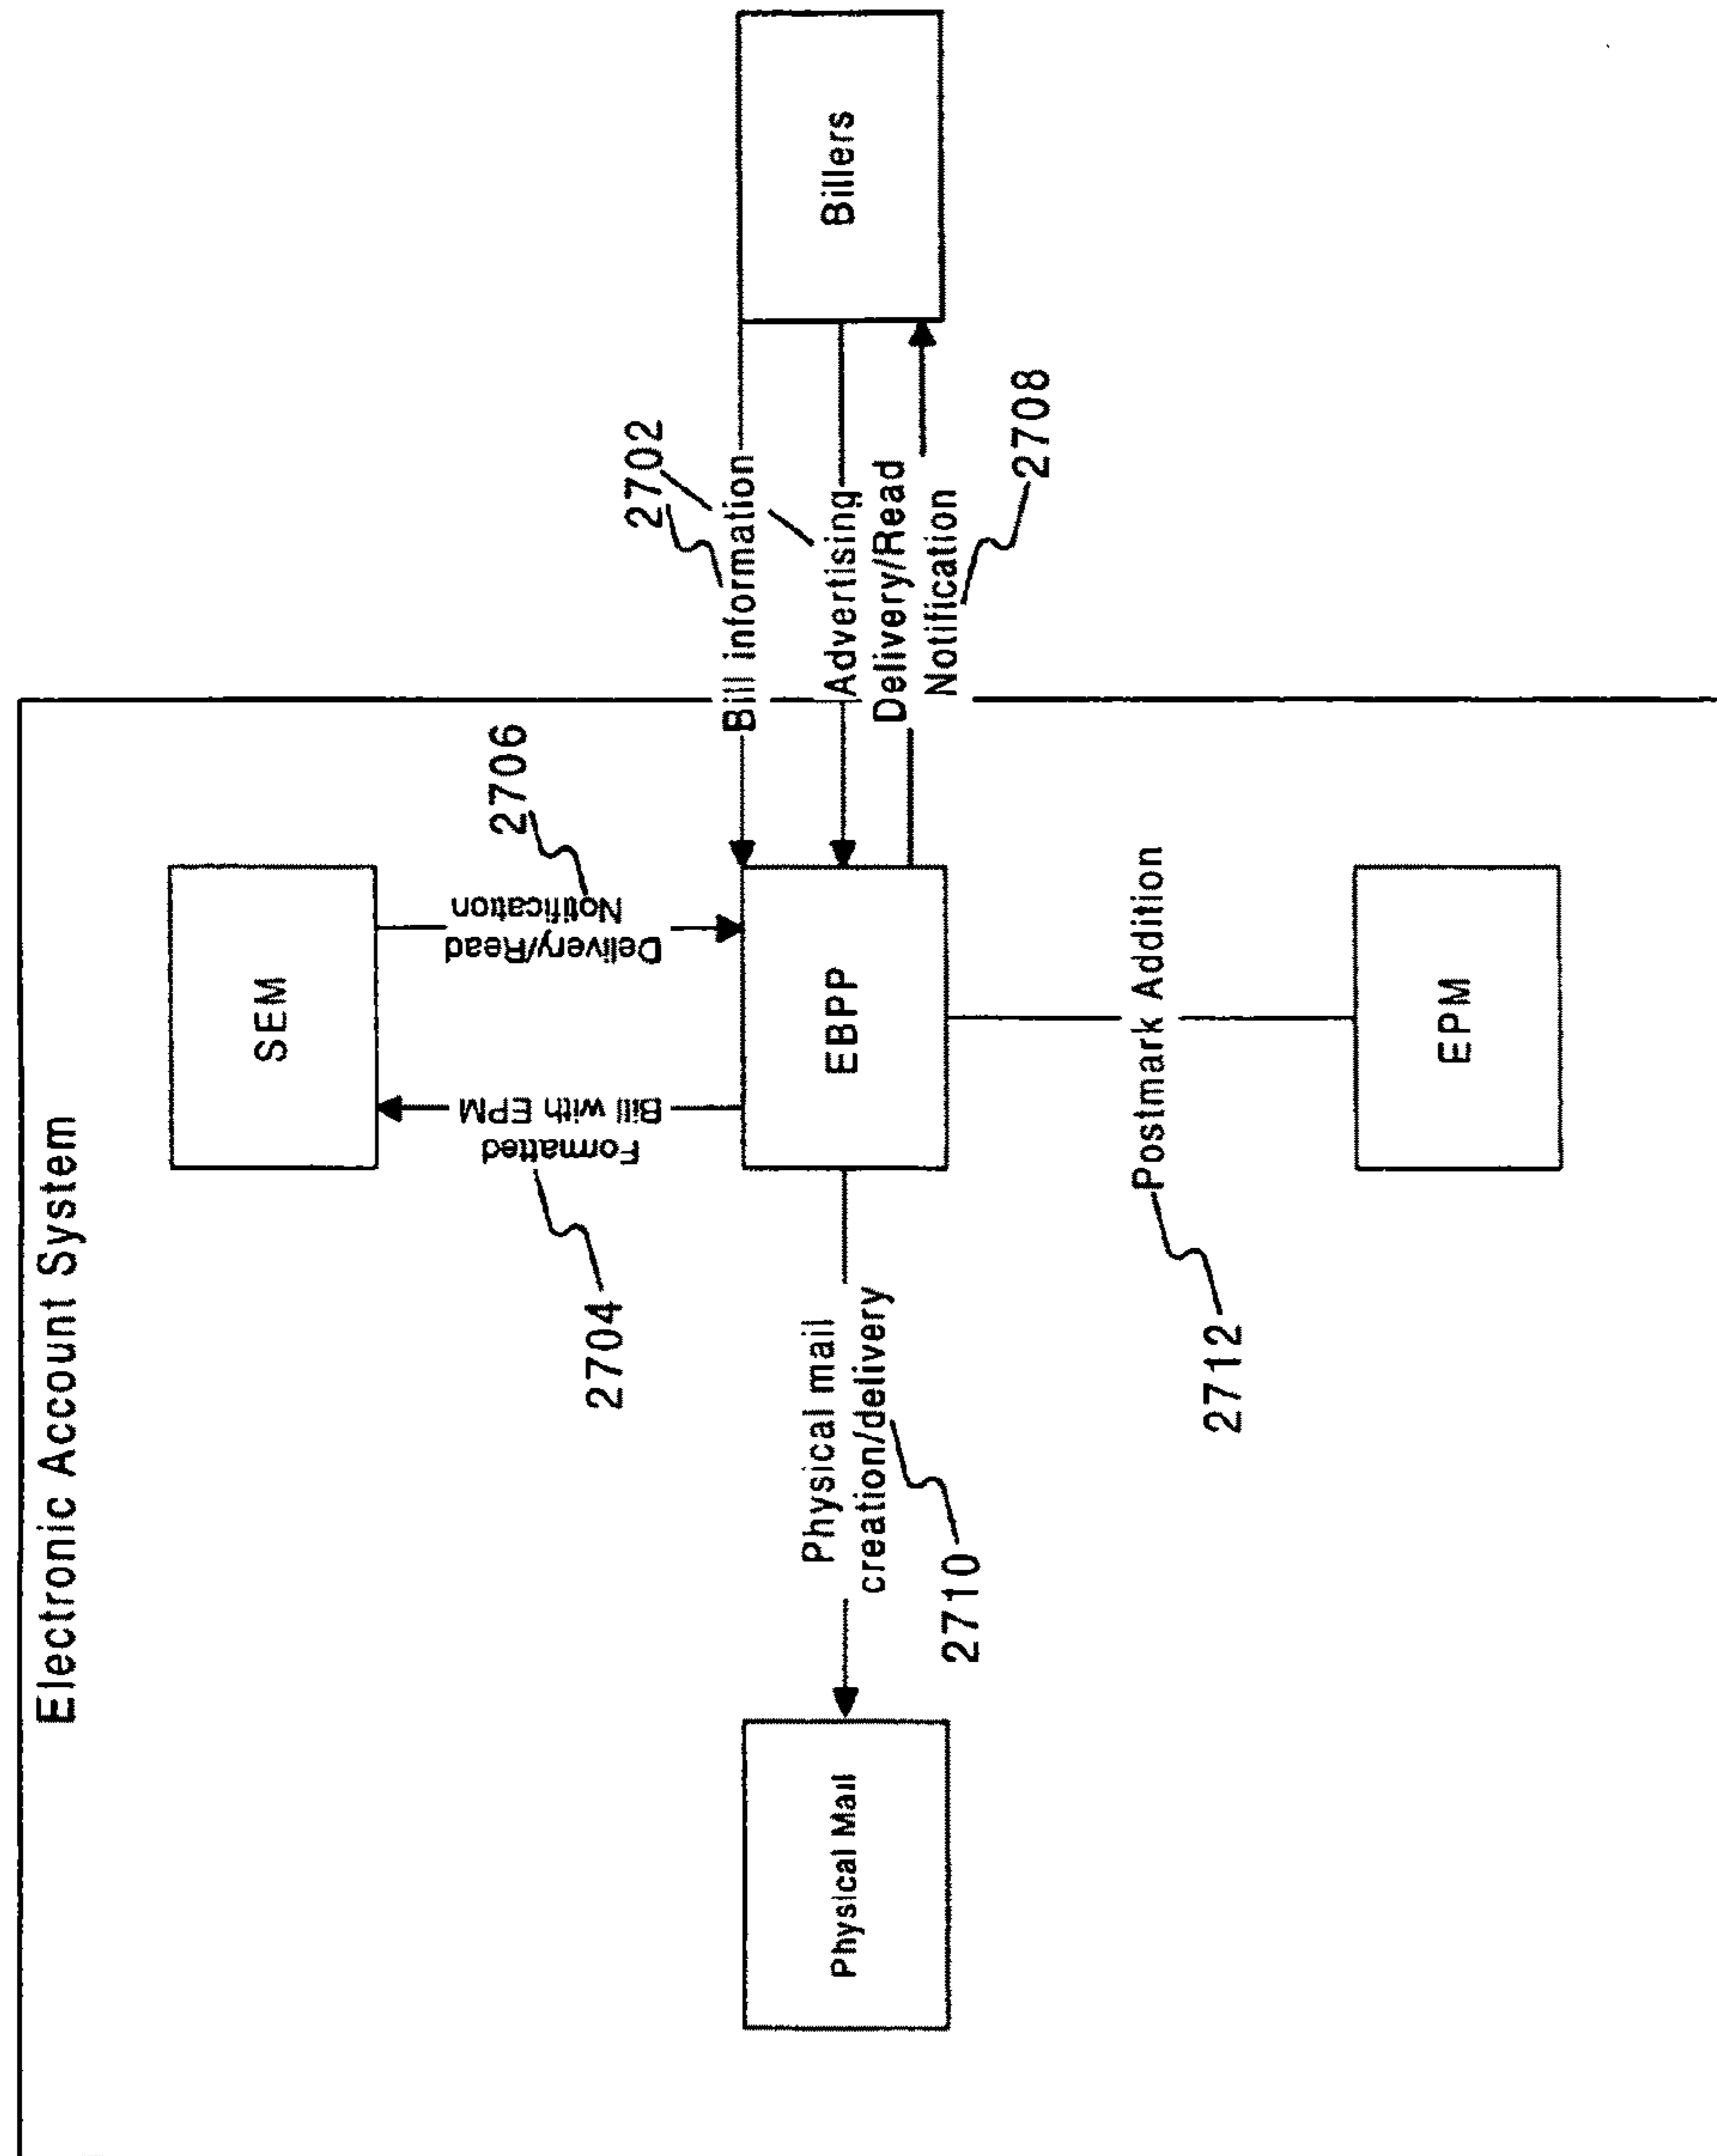 Electronic Account System
SEM
2704
Formatted
Bill with EPM
Delivery/Read
Notification
2706
2702
Physical Mail
Physical mail
creation/delivery
2710
EBPP
Bill information
Advertising
Delivery/Read
Notification
2708
Billers
2712
Postmark Addition
EPM